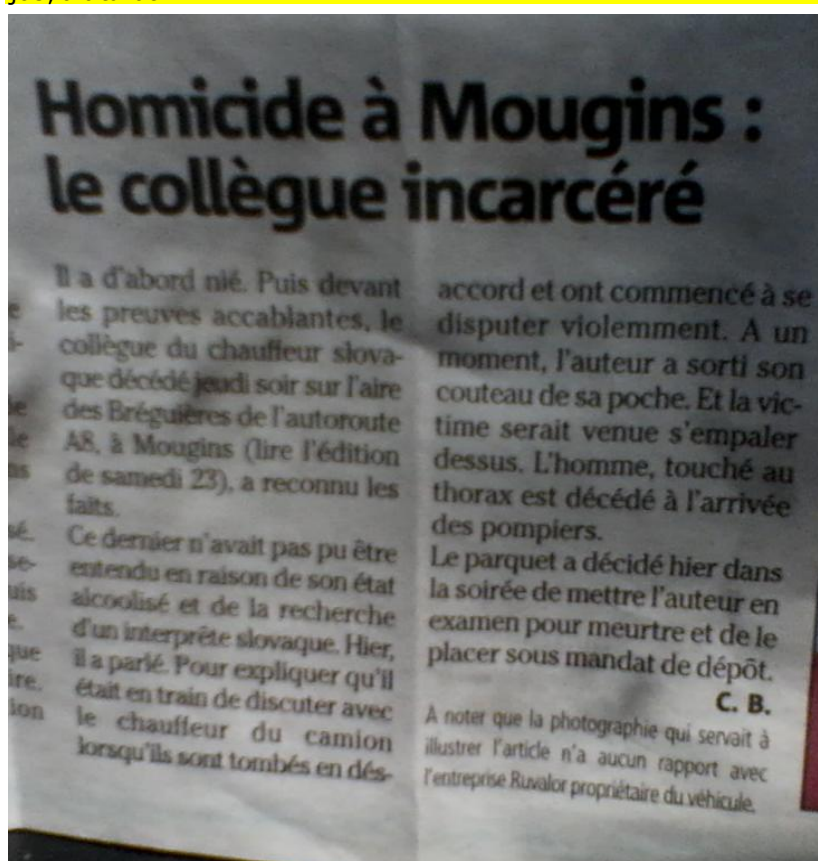 Homicide à Mougins :
le collègue incarcéré
Il a d'abord nié. Puis devant
les preuves accablantes, le
collègue du chauffeur slova-
que décédé jeudi soir sur l'aire
des Bréguières de l'autoroute
A8, à Mougins (lire l'édition
de samedi 23), a reconnu les
faits.
Ce dernier n'avait pas pu être
entendu en raison de son état
alcoolisé et de la recherche
d'un interprète slovaque. Hier,
il a parlé. Pour expliquer qu'il
était en train de discuter avec
le chauffeur du camion
lorsqu'ils sont tombés en dés-
accord et ont commencé à se
disputer violemment. A un
moment, l'auteur a sorti son
couteau de sa poche. Et la vic-
time serait venue s'empaler
dessus. L'homme, touché au
thorax est décédé à l'arrivée
des pompiers.
Le parquet a décidé hier dans
la soirée de mettre l'auteur en
examen pour meurtre et de le
placer sous mandat de dépôt.
C. B.
A noter que la photographie qui servait à
illustrer l'article n'a aucun rapport avec
l'entreprise Ruvalor propriétaire du véhicule.